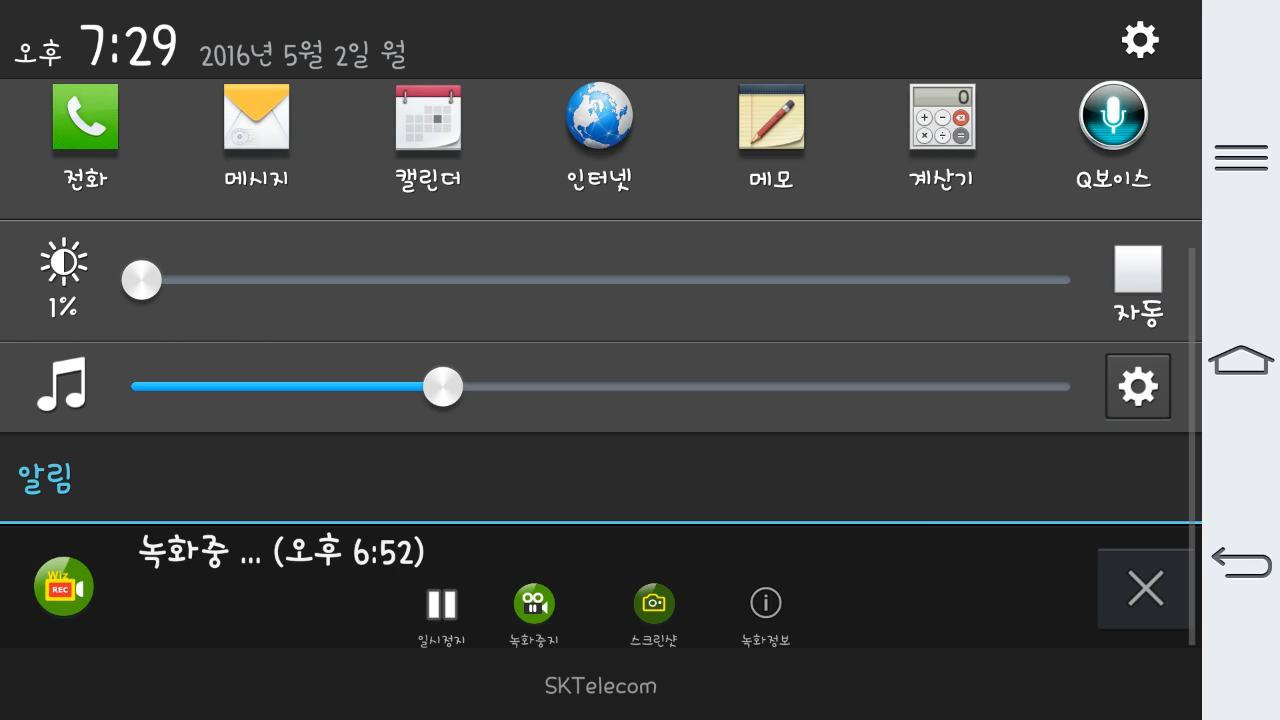 오후 7:29 2016년 5월 2일 월
0
전화 메시지 캘린더 인터넷 메모 계산기 Q보이스
1% 자동
알림
녹화중 ... (오후 6:52)
Wiz
REC
일시정지 녹화중지 스크린샷 녹화정보
SKTelecom